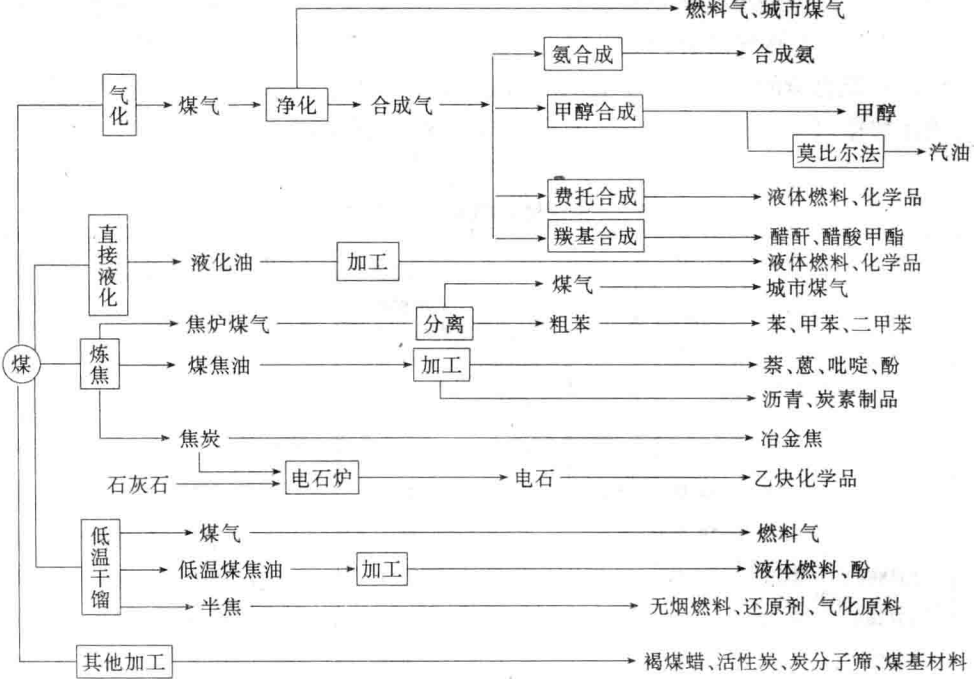 燃料气、城市煤气
氨合成 合成氨
气化 煤气 净化 合成气 甲醇合成 甲醇
莫比尔法 汽油
费托合成 液体燃料、化学品
羰基合成 醋酐、醋酸甲酯
直接液化 液化油 加工 液体燃料、化学品
煤气 城市煤气
焦炉煤气 分离 粗苯 苯、甲苯、二甲苯
煤 炼焦 煤焦油 加工 萘、蒽、吡啶、酚
沥青、炭素制品
焦炭 冶金焦
石灰石 电石炉 电石 乙炔化学品
低温干馏 煤气 燃料气
低温煤焦油 加工 液体燃料、酚
半焦 无烟燃料、还原剂、气化原料
其他加工 褐煤蜡、活性炭、炭分子筛、煤基材料